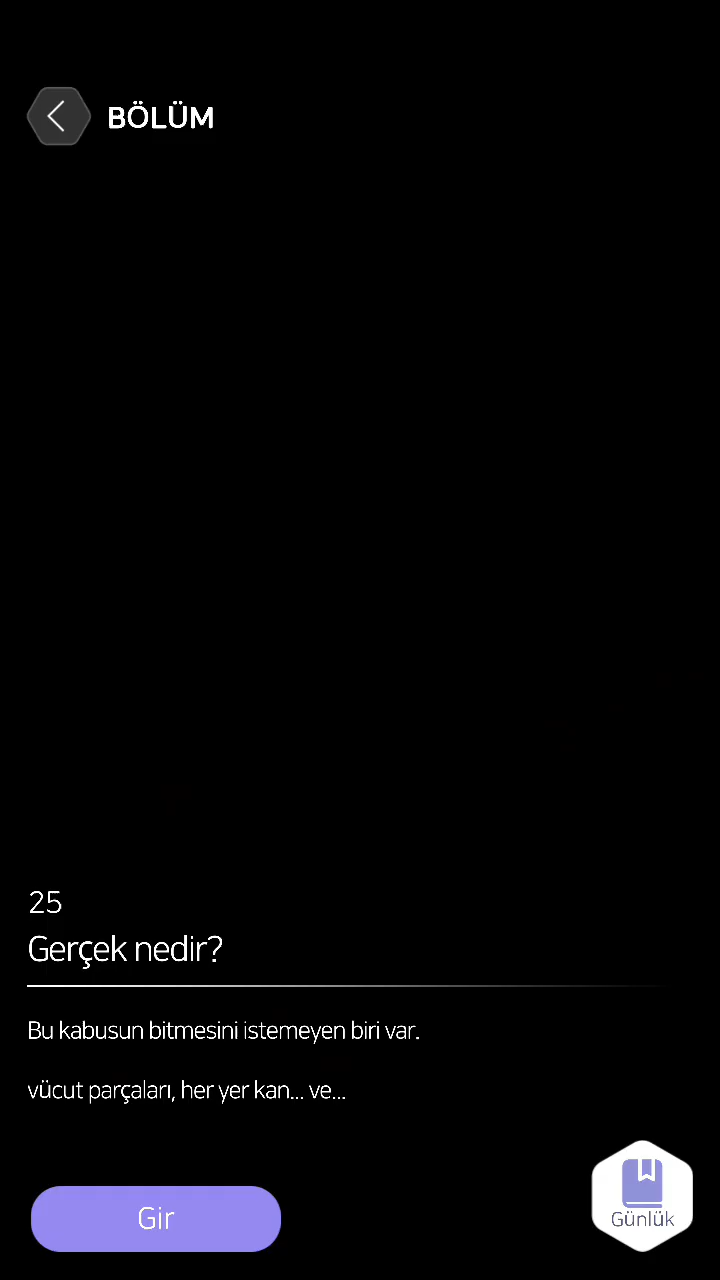 BÖLÜM
25
Gerçek nedir?
Bu kabusun bitmesini istemeyen biri var.
vücut parçaları, her yer kan... ve...
Gir
Günlük